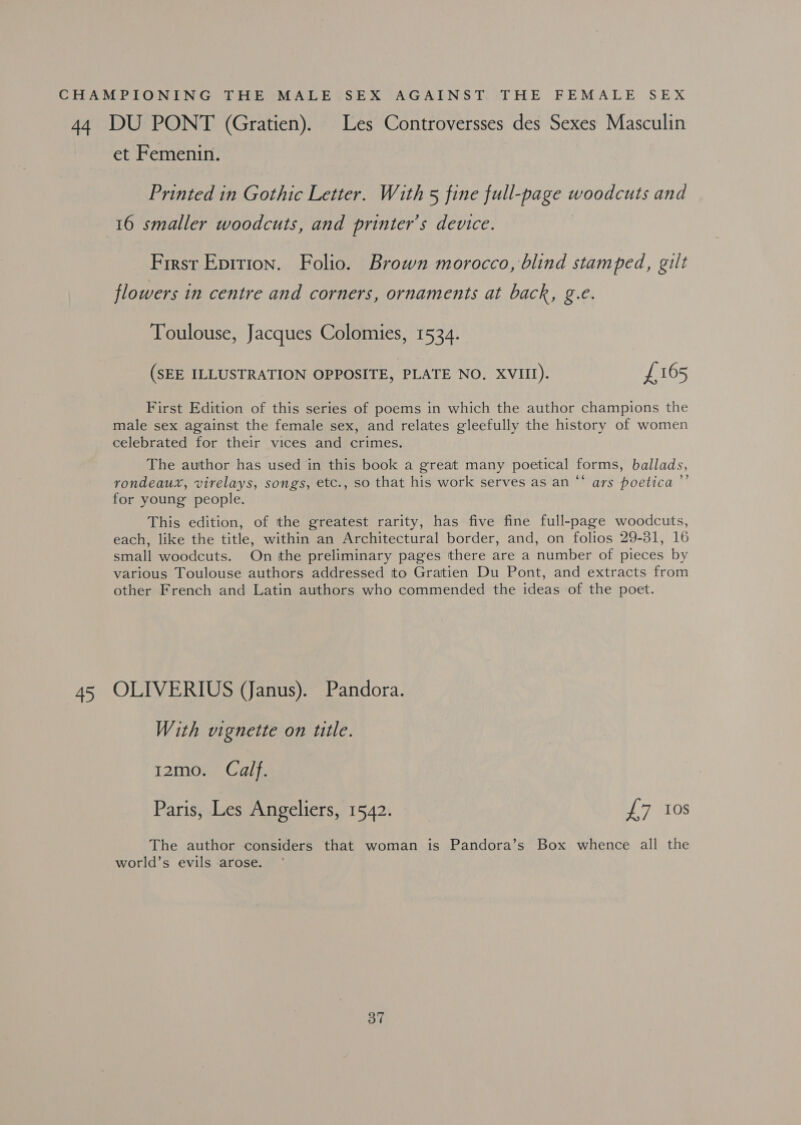 CHAMPIONING THE MALE SEX AGAINST THE FEMALE SEX
44 DU PONT (Gratien). Les Controversses des Sexes Masculin
et Femenin.
Printed in Gothic Letter. With 5 fine full-page woodcuts and
16 smaller woodcuts, and printer's device.
FIRST EDITION. Folio. Brown morocco, blind stamped, gilt
flowers in centre and corners, ornaments at back, g.e.
Toulouse, Jacques Colomies, 1534.
(SEE ILLUSTRATION OPPOSITE, PLATE NO. XVIII). £165
First Edition of this series of poems in which the author champions the
male sex against the female sex, and relates gleefully the history of women
celebrated for their vices and crimes.
The author has used in this book a great many poetical forms, ballads,
rondeaux, virelays, songs, etc., so that his work serves as an “ ars poetica ”
for young people.
This edition, of the greatest rarity, has five fine full-page woodcuts,
each, like the title, within an Architectural border, and, on folios 29-31, 16
small woodcuts. On the preliminary pages there are a number of pieces by
various Toulouse authors addressed to Gratien Du Pont, and extracts from
other French and Latin authors who commended the ideas of the poet.
45 OLIVERIUS (Janus). Pandora.
With vignette on title.
12mo. Calf.
Paris, Les Angeliers, 1542. £7 10s
The author considers that woman is Pandora's Box whence all the
world's evils arose.
37